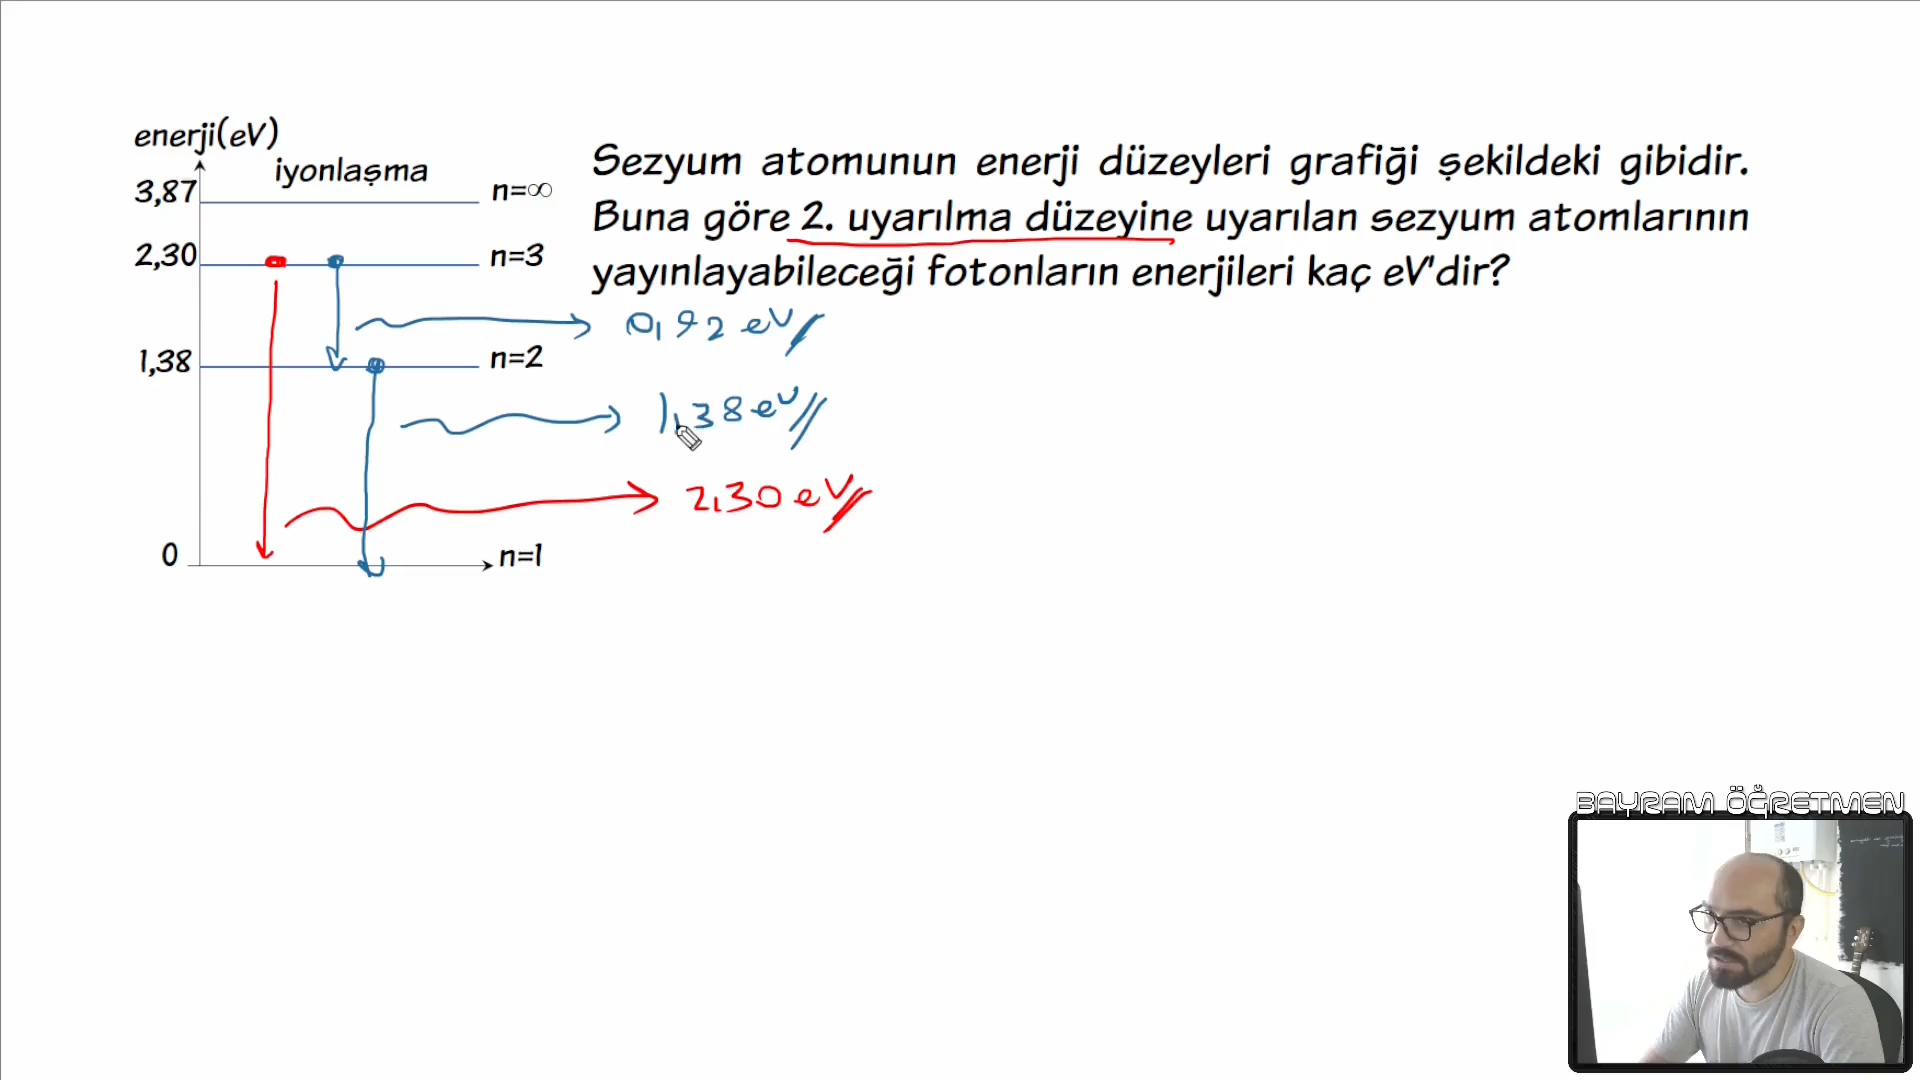 enerji(eV)
iyonlaşma
3,87
n=∞
2,30
n=3
1,38
n=2
0
n=1
Sezyum atomunun enerji düzeyleri grafiği şekildeki gibidir.
Buna göre 2. uyarılma düzeyine uyarılan sezyum atomlarının
yayınlayabileceği fotonların enerjileri kaç eV'dir?
0,92 eV
1,38 eV
2,30 eV
BAYRAM ÖĞRETMEN